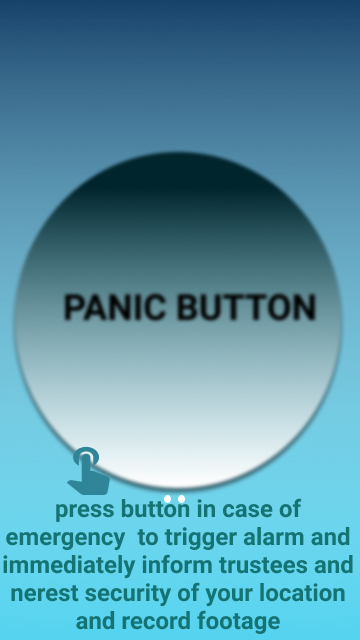 PANIC BUTTON
press button in case of
emergency  to trigger alarm and
immediately inform trustees and
nerest security of your location
and record footage